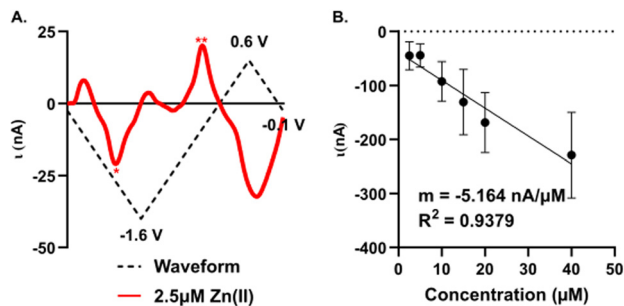 A.
25
0
-25
-50
ι (nA)
**
*
0.6 V
-0.1 V
-1.6 V
Waveform
2.5µM Zn(II)
B.
0
-100
-200
-300
-400
ι(nA)
m = -5.164 nA/µM
R² = 0.9379
0 10 20 30 40 50
Concentration (µM)